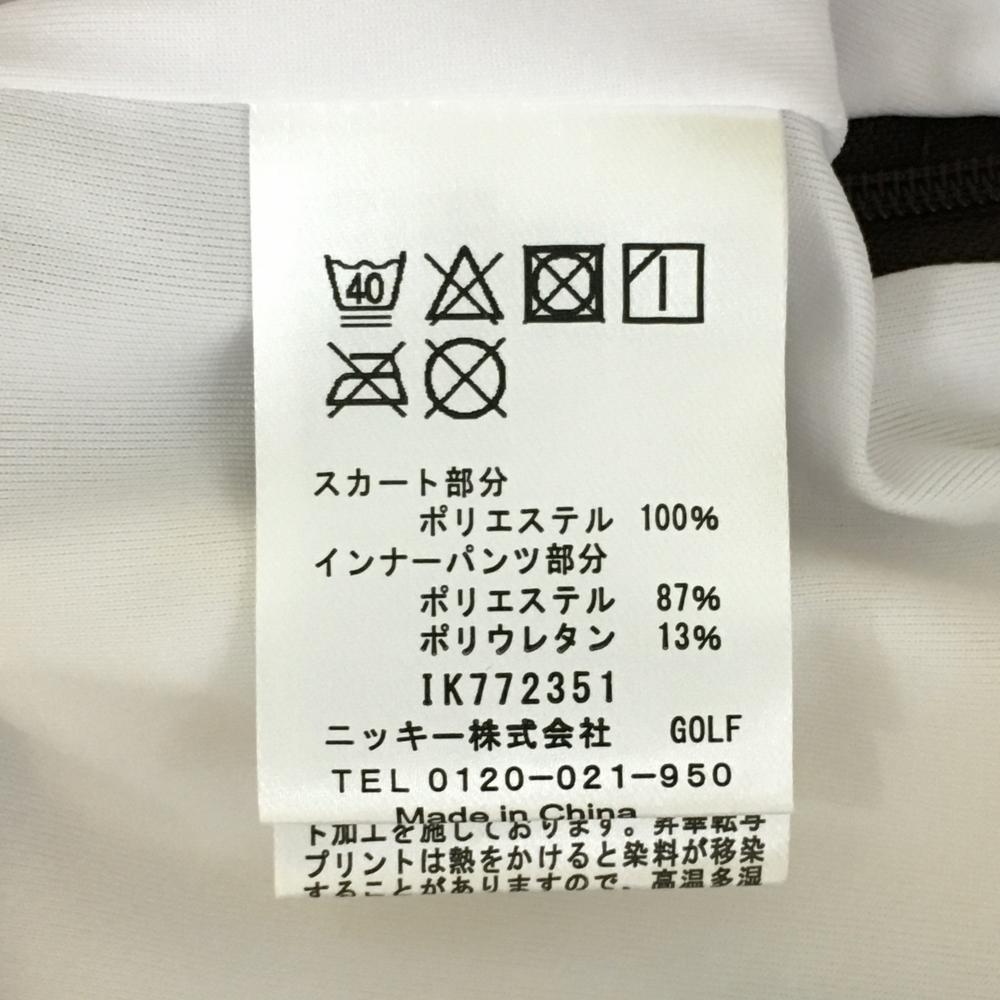 40
スカート部分
ポリエステル 100%
インナーパンツ部分
ポリエステル 87%
ポリウレタン 13%
IK772351
ニッキー株式会社 GOLF
TEL 0120-021-950
Made in China
ト加工を施しております。昇華転写
プリントは熱をかけると染料が移染
することがありますので、高温多湿